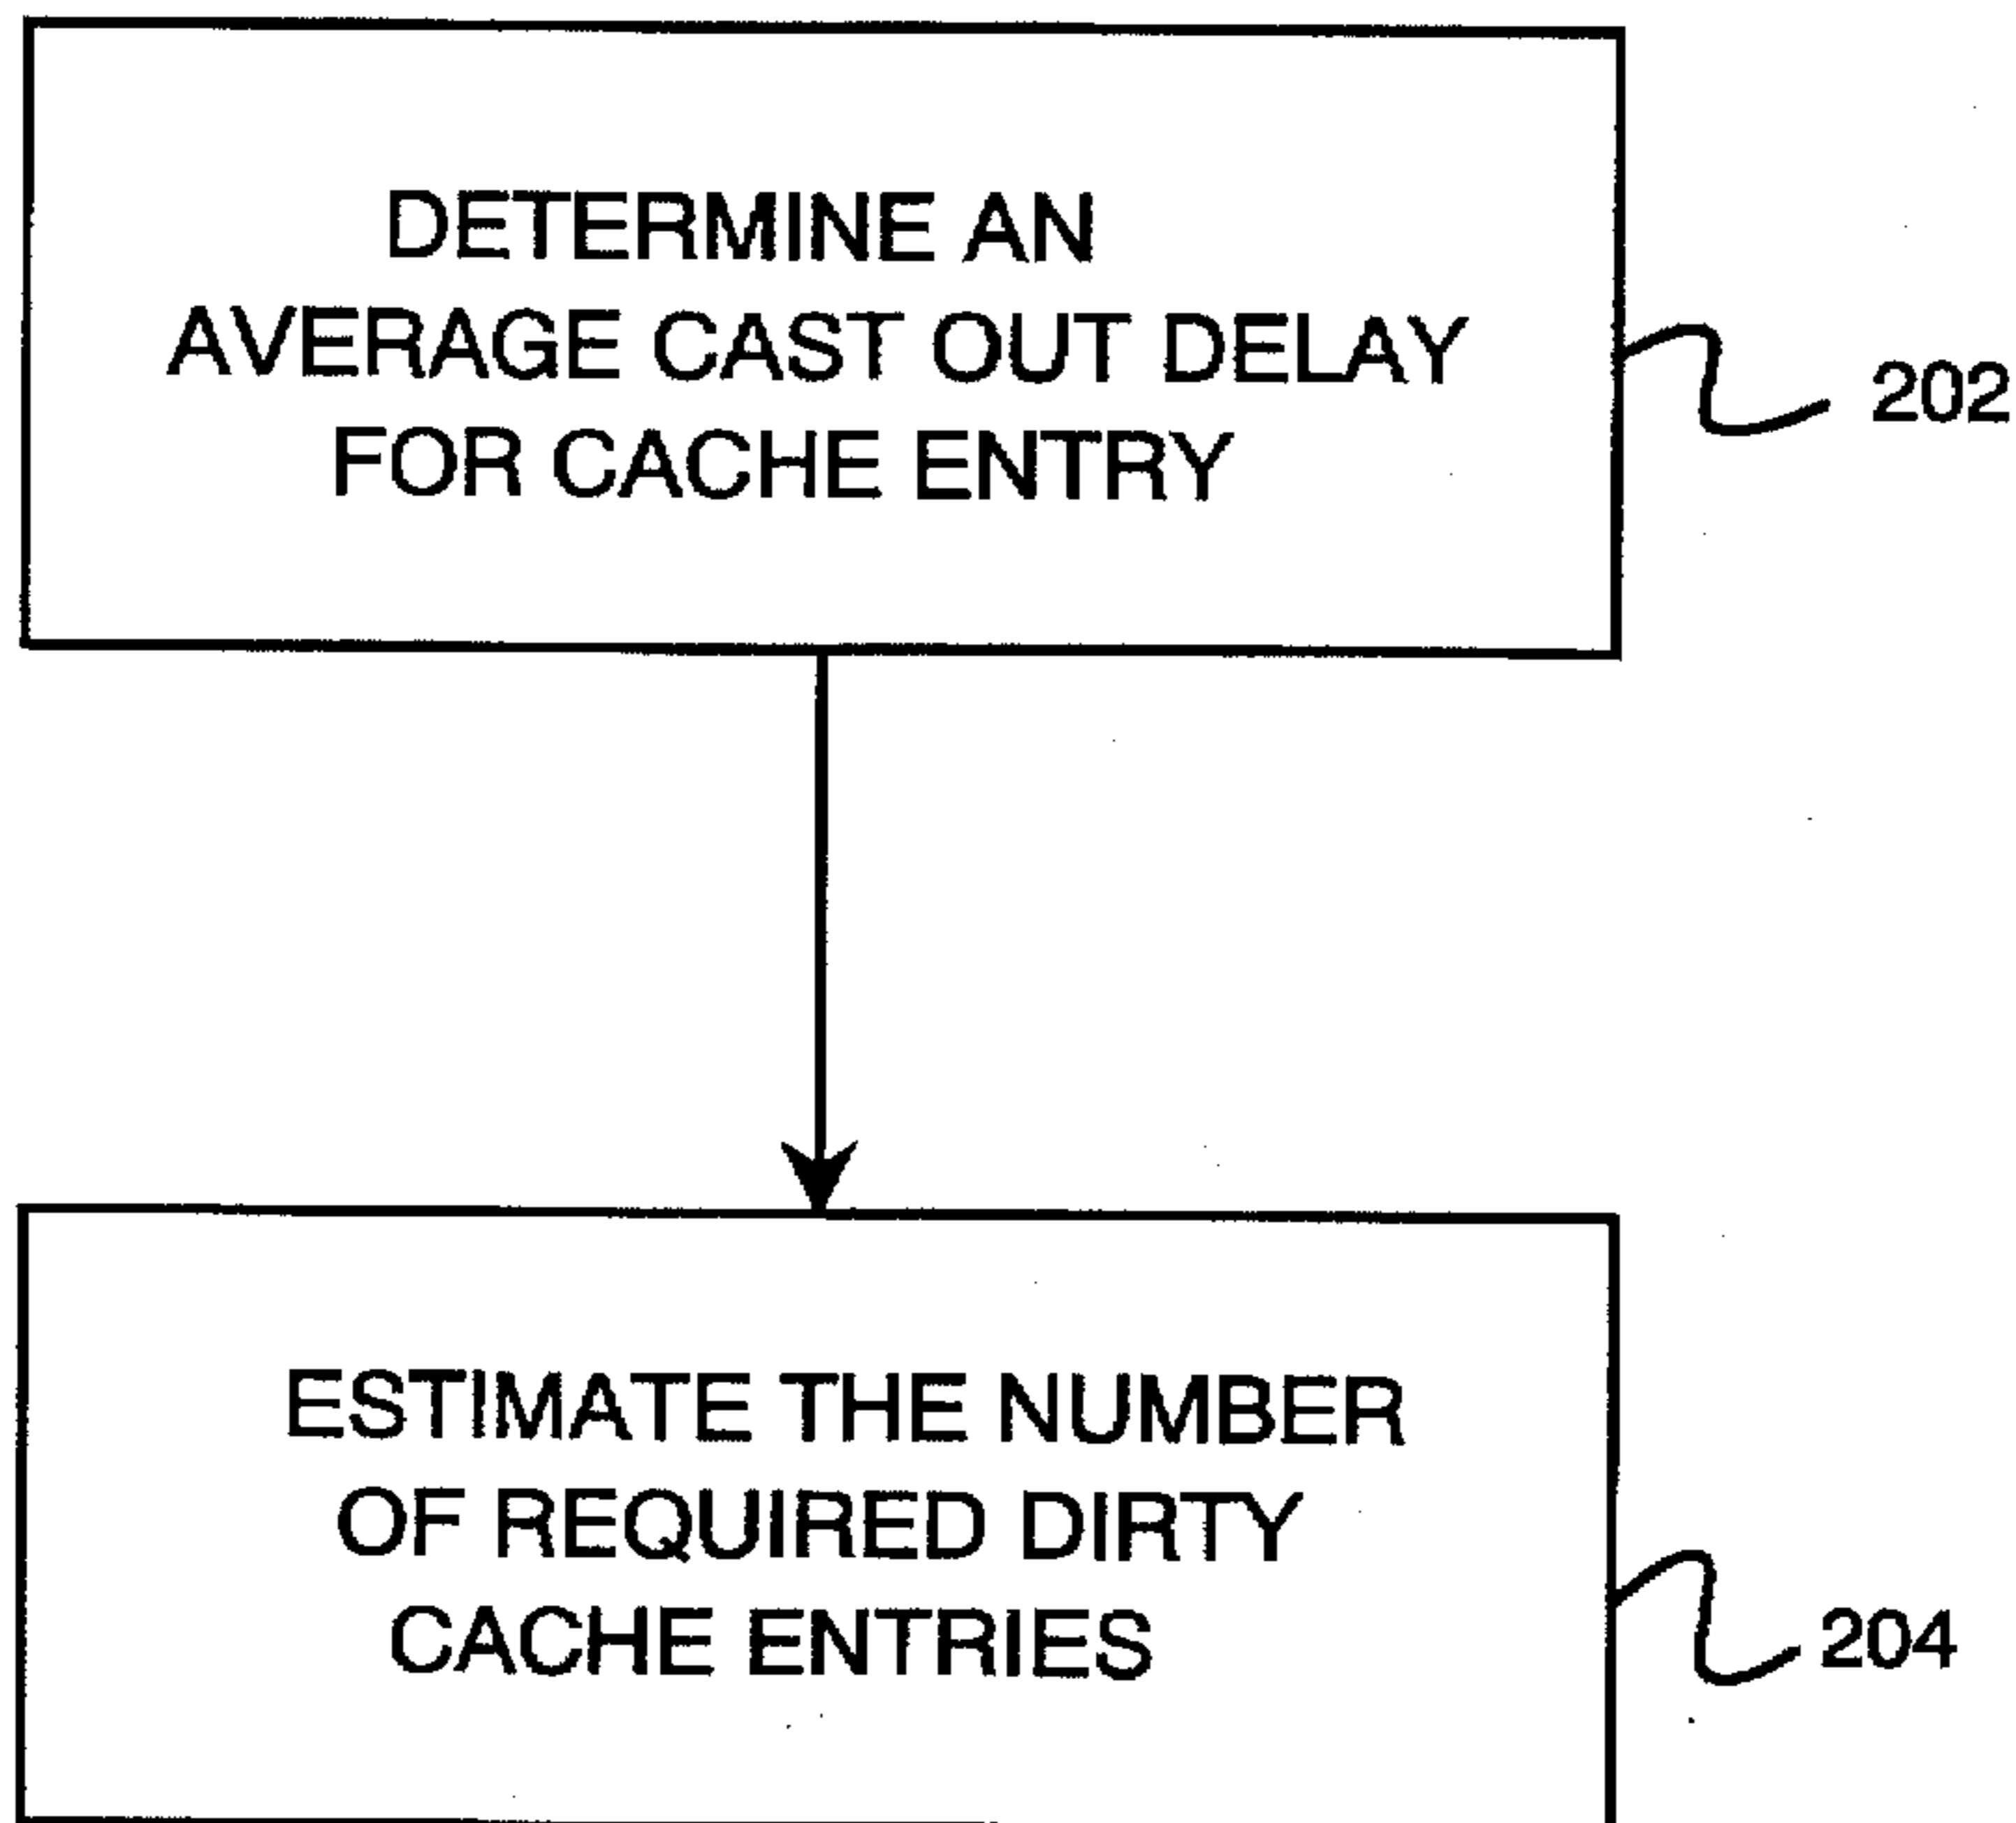 DETERMINE AN
AVERAGE CAST OUT DELAY
FOR CACHE ENTRY
202
ESTIMATE THE NUMBER
OF REQUIRED DIRTY
CACHE ENTRIES
204